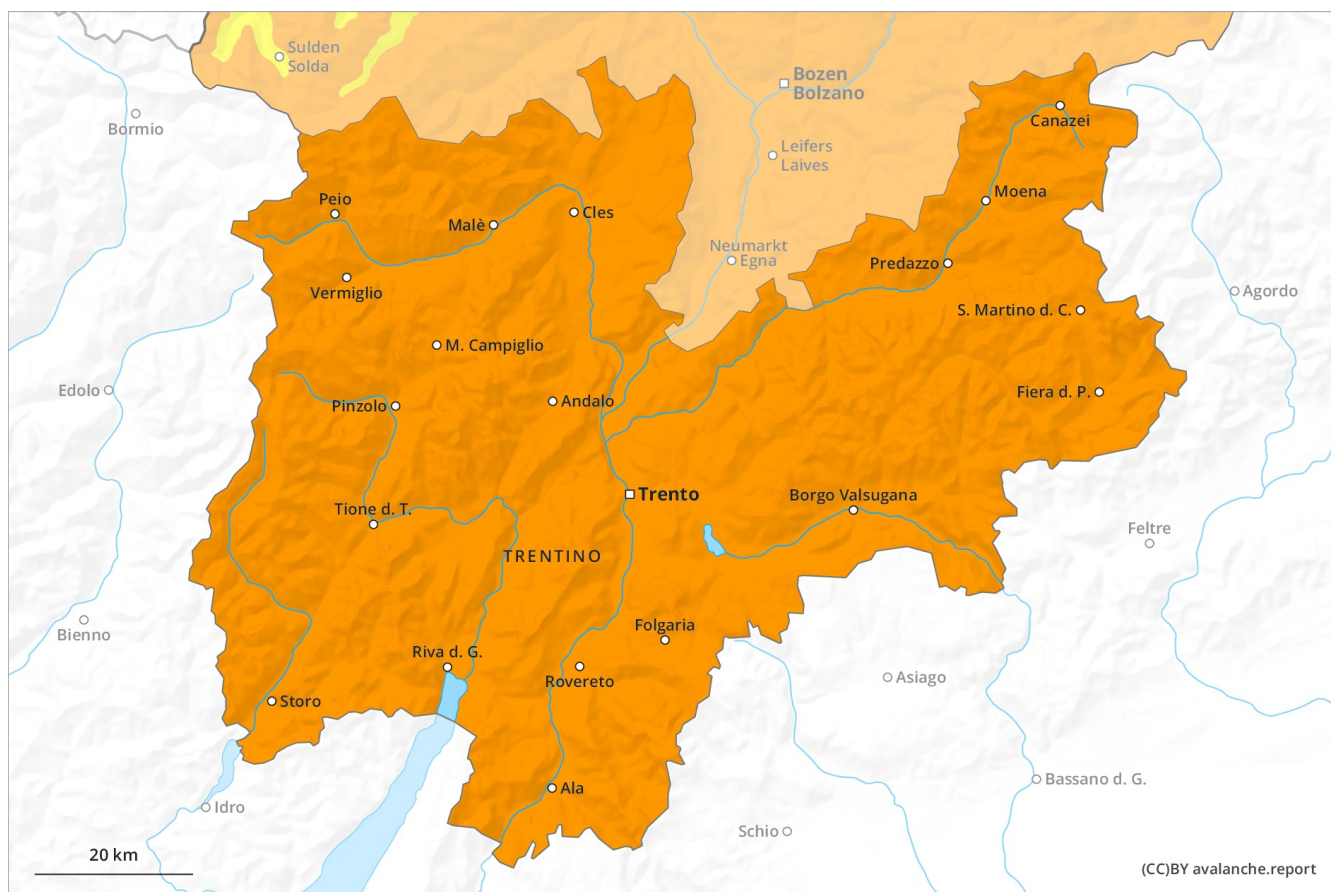 Sulden
Solda
Bozen
Bolzano
Bormio
Canazei
Leifers
Laives
Peio
Malè
Cles
Moena
Neumarkt
Egna
Predazzo
Vermiglio
Agordo
S. Martino d. C.
M. Campiglio
Edolo
Pinzolo
Andalo
Fiera d. P.
Trento
Borgo Valsugana
Tione d. T.
Feltre
TRENTINO
Bienno
Folgaria
Riva d. G.
Rovereto
Asiago
Storo
Bassano d. G.
Ala
Idro
Schio
20 km
(CC)BY avalanche.report